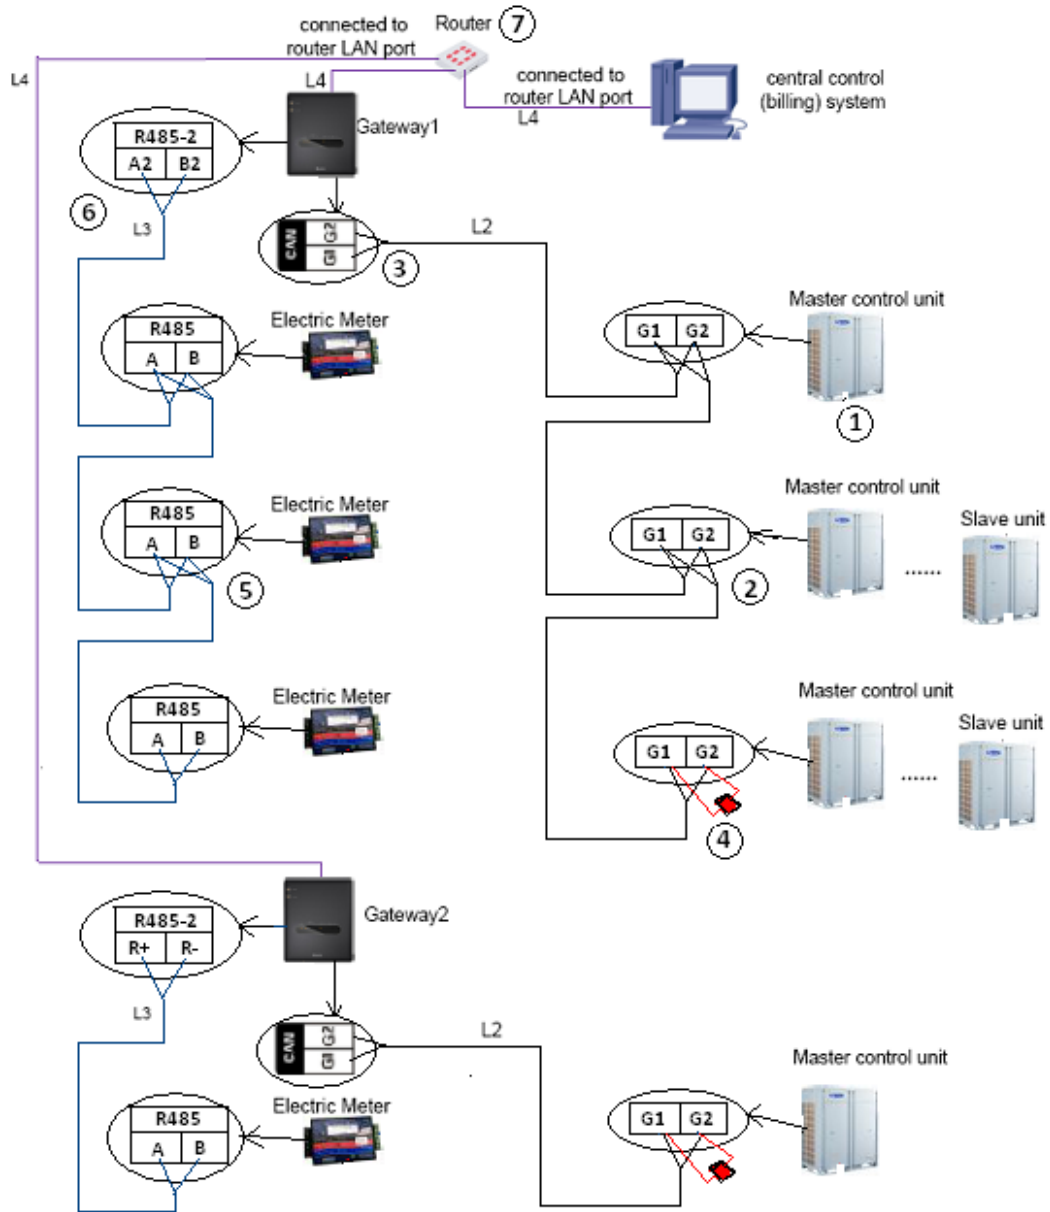 connected to
router LAN port
Router
7
L4
L4
connected to
router LAN port
L4
central control
(billing) system
Gateway1
R485-2
A2 B2
6
L3
CAN
G1 G2
3
L2
Electric Meter
R485
A B
Master control unit
G1 G2
1
Electric Meter
R485
A B
5
Master control unit
Slave unit
G1 G2
2
......
Electric Meter
R485
A B
Master control unit
Slave unit
G1 G2
......
4
Gateway2
R485-2
R+ R-
L3
CAN
G1 G2
L2
Electric Meter
R485
A B
Master control unit
G1 G2